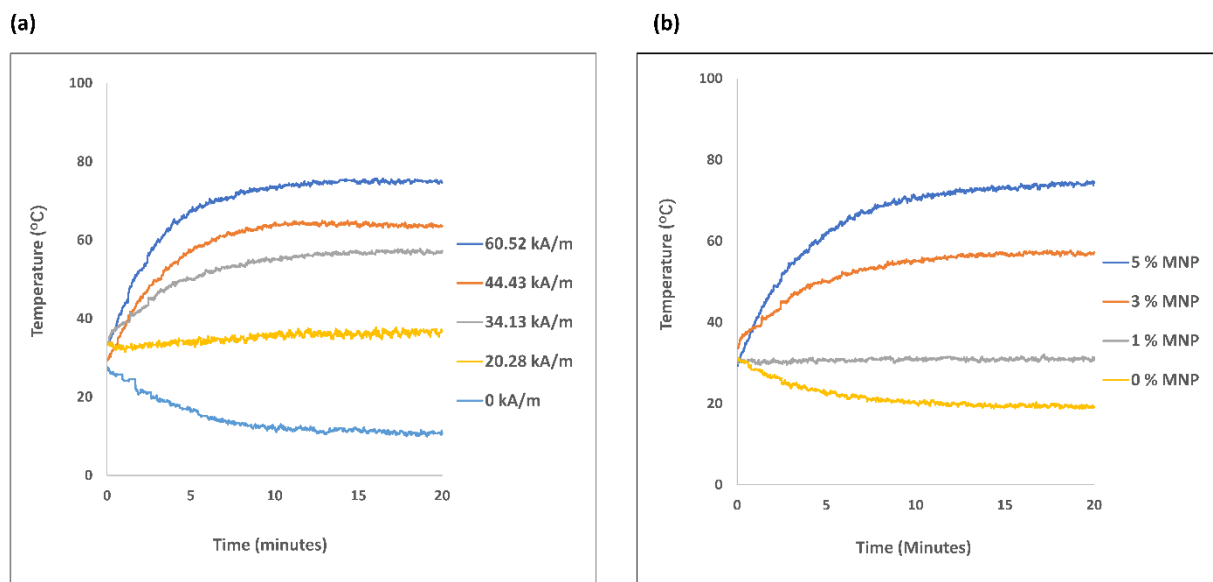 (a)
100
80
60
40
20
0
0 5 10 15 20
Temperature (°C)
Time (minutes)
60.52 kA/m
44.43 kA/m
34.13 kA/m
20.28 kA/m
0 kA/m
(b)
100
80
60
40
20
0
0 5 10 15 20
Temperature (°C)
Time (Minutes)
5 % MNP
3 % MNP
1 % MNP
0 % MNP